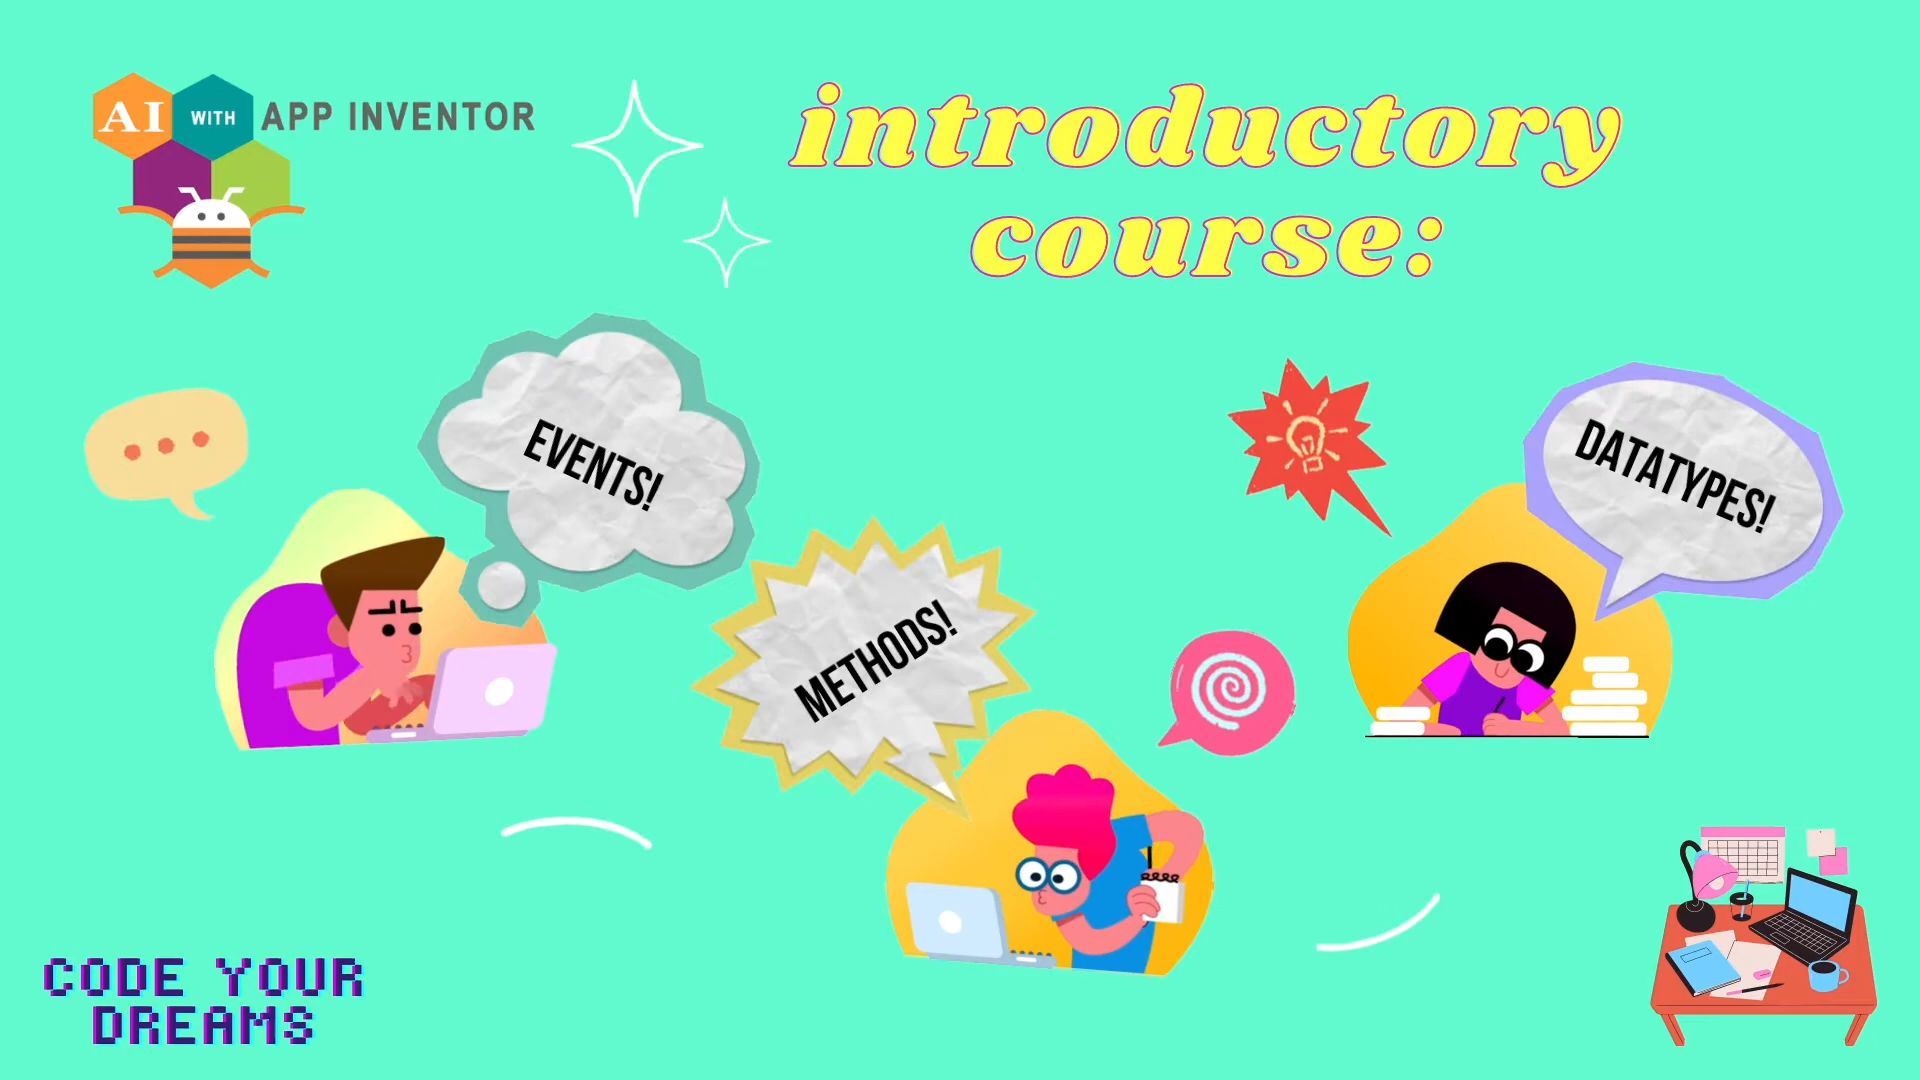 AI WITH APP INVENTOR
introductory
course:
EVENTS!
METHODS!
DATATYPES!
CODE YOUR
DREAMS